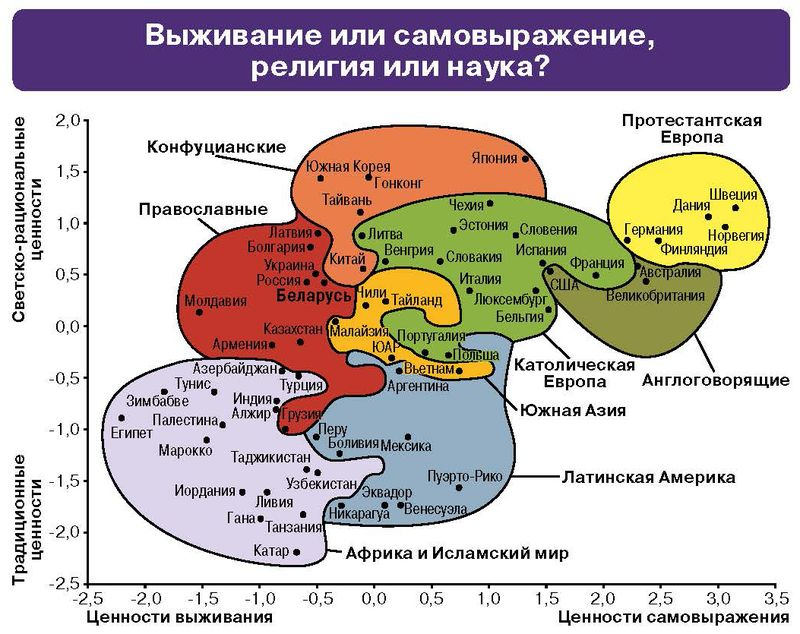 Выживание или самовыражение,
религия или наука?
Светско-рациональные
ценности
Традиционные
ценности
2,0
1,5
1,0
0,5
0,0
-0,5
-1,0
-1,5
-2,0
-2,5
Конфуцианские
Протестантская
Европа
Православные
Южная Корея
Гонконг
Япония
Тайвань
Чехия
Швеция
Дания
Норвегия
Германия
Финляндия
Латвия
Болгария
Литва
Эстония
Словения
Венгрия
Словакия
Испания
Франция
Китай
Украина
Россия
Беларусь
Чили
Тайланд
Италия
Люксембург
Бельгия
США
Австралия
Великобритания
Молдавия
Казахстан
Армения
Малайзия
ЮАР
Португалия
Польша
Вьетнам
Аргентина
Католическая
Европа
Англоговорящие
Южная Азия
Азербайджан
Турция
Тунис
Зимбабве
Индия
Алжир
Грузия
Палестина
Египет
Марокко
Перу
Боливия
Мексика
Таджикистан
Узбекистан
Пуэрто-Рико
Латинская Америка
Иордания
Ливия
Гана
Танзания
Эквадор
Никарагуа
Венесуэла
Катар
Африка и Исламский мир
-2,5
-2,0
-1,5
-1,0
-0,5
0,0
0,5
1,0
1,5
2,0
2,5
3,0
3,5
Ценности выживания
Ценности самовыражения